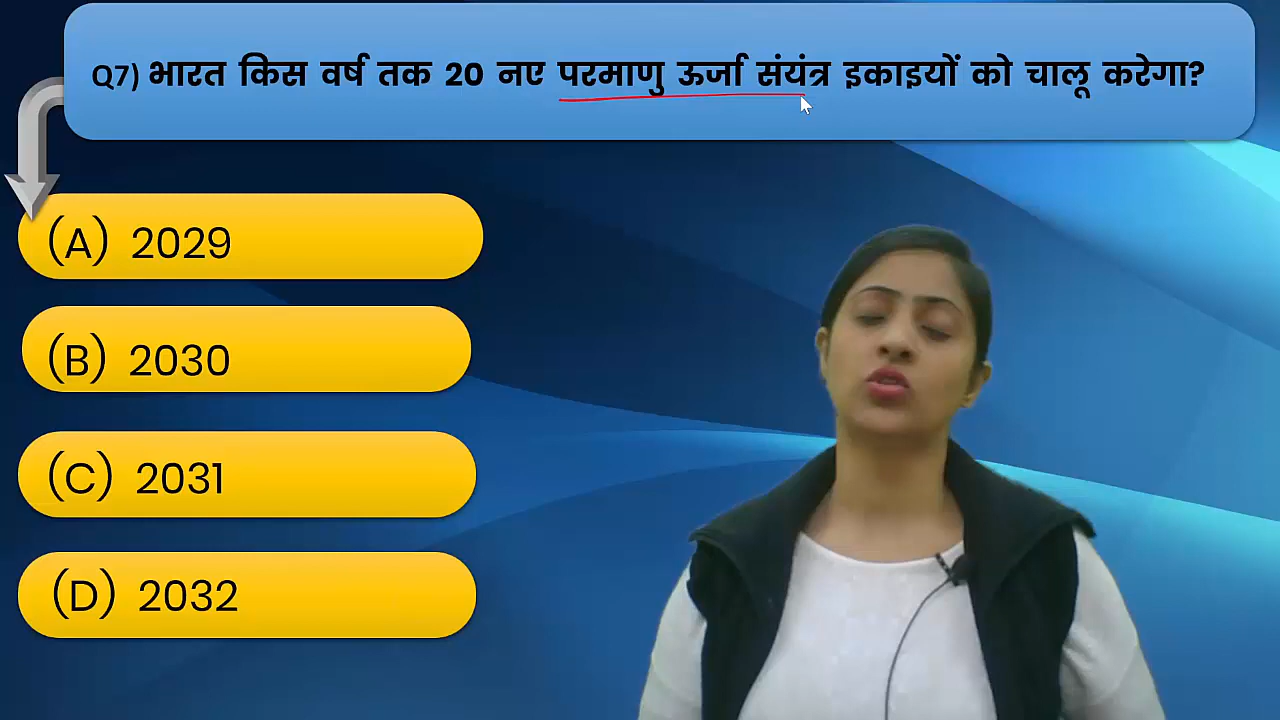 Q7) भारत किस वर्ष तक 20 नए परमाणु ऊर्जा संयंत्र इकाइयों को चालू करेगा?
(A) 2029
(B) 2030
(C) 2031
(D) 2032